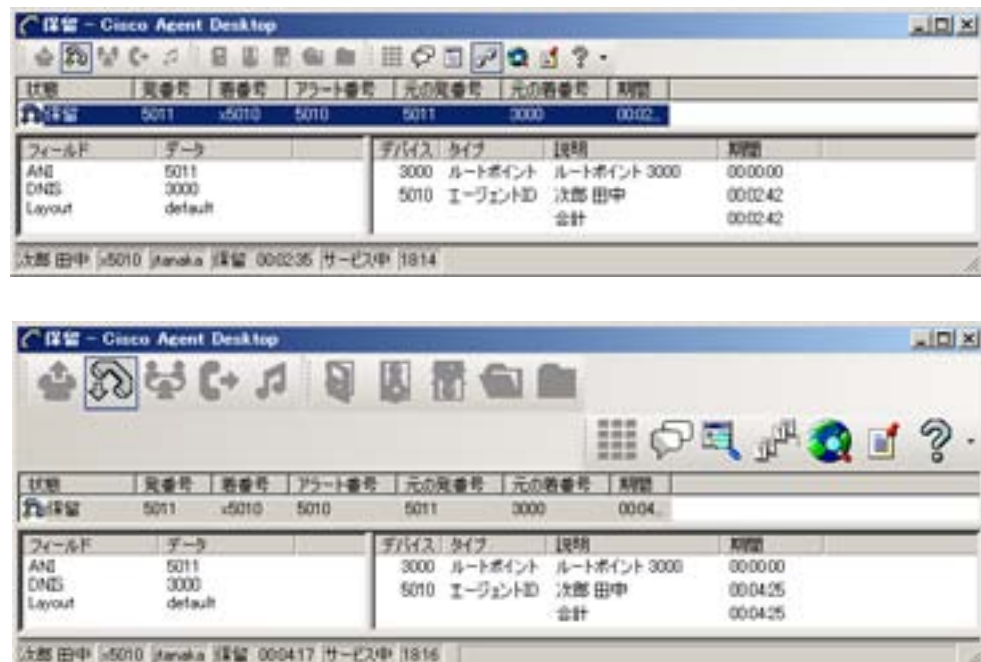 保留 - Cisco Agent Desktop
状態 発番号 着番号 アラート番号 元の発番号 元の着番号 期間
保留 5011 x5010 5010 5011 3000 00:02...
フィールド データ
ANI 5011
DNIS 3000
Layout default
デバイス タイプ 説明 期間
3000 ルートポイント ルートポイント 3000 00:00:00
5010 エージェントID 次郎 田中 00:02:42
合計 00:02:42
次郎 田中 x5010 jtanaka 保留 00:02:35 サービス中 18:14
保留 - Cisco Agent Desktop
状態 発番号 着番号 アラート番号 元の発番号 元の着番号 期間
保留 5011 x5010 5010 5011 3000 00:04...
フィールド データ
ANI 5011
DNIS 3000
Layout default
デバイス タイプ 説明 期間
3000 ルートポイント ルートポイント 3000 00:00:00
5010 エージェントID 次郎 田中 00:04:25
合計 00:04:25
次郎 田中 x5010 jtanaka 保留 00:04:17 サービス中 18:16